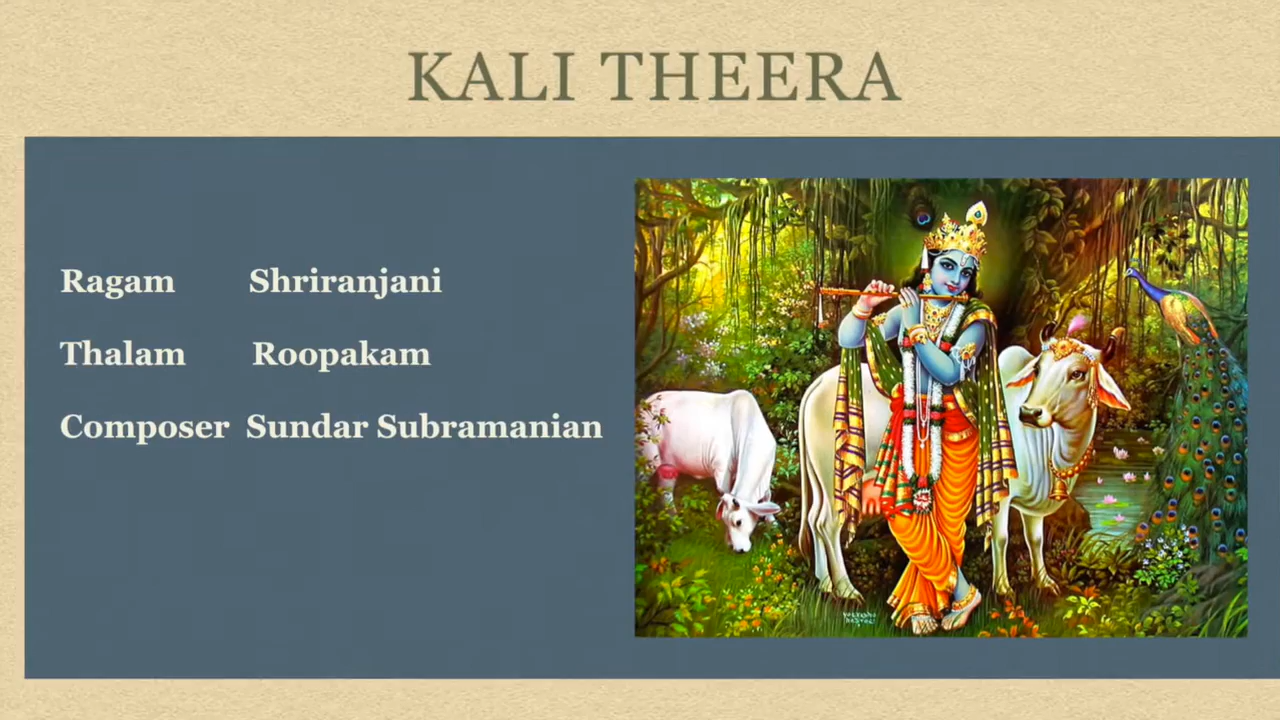 KALI THEERA
Ragam Shriranjani
Thalam Roopakam
Composer Sundar Subramanian